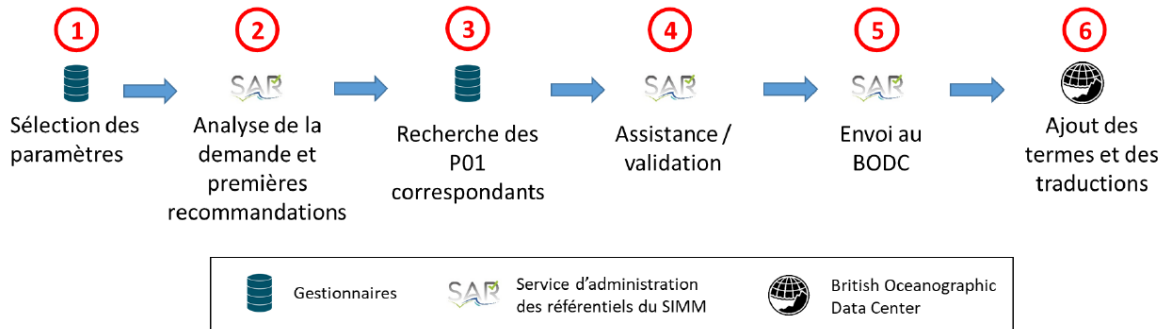 1
2
3
4
5
6
SAR
SAR
SAR
Sélection des
paramètres
Analyse de la
demande et
premières
recommandations
Recherche des
P01
correspondants
Assistance /
validation
Envoi au
BODC
Ajout des
termes et des
traductions
Gestionnaires
SAR
Service d'administration
des référentiels du SIMM
British Oceanographic
Data Center